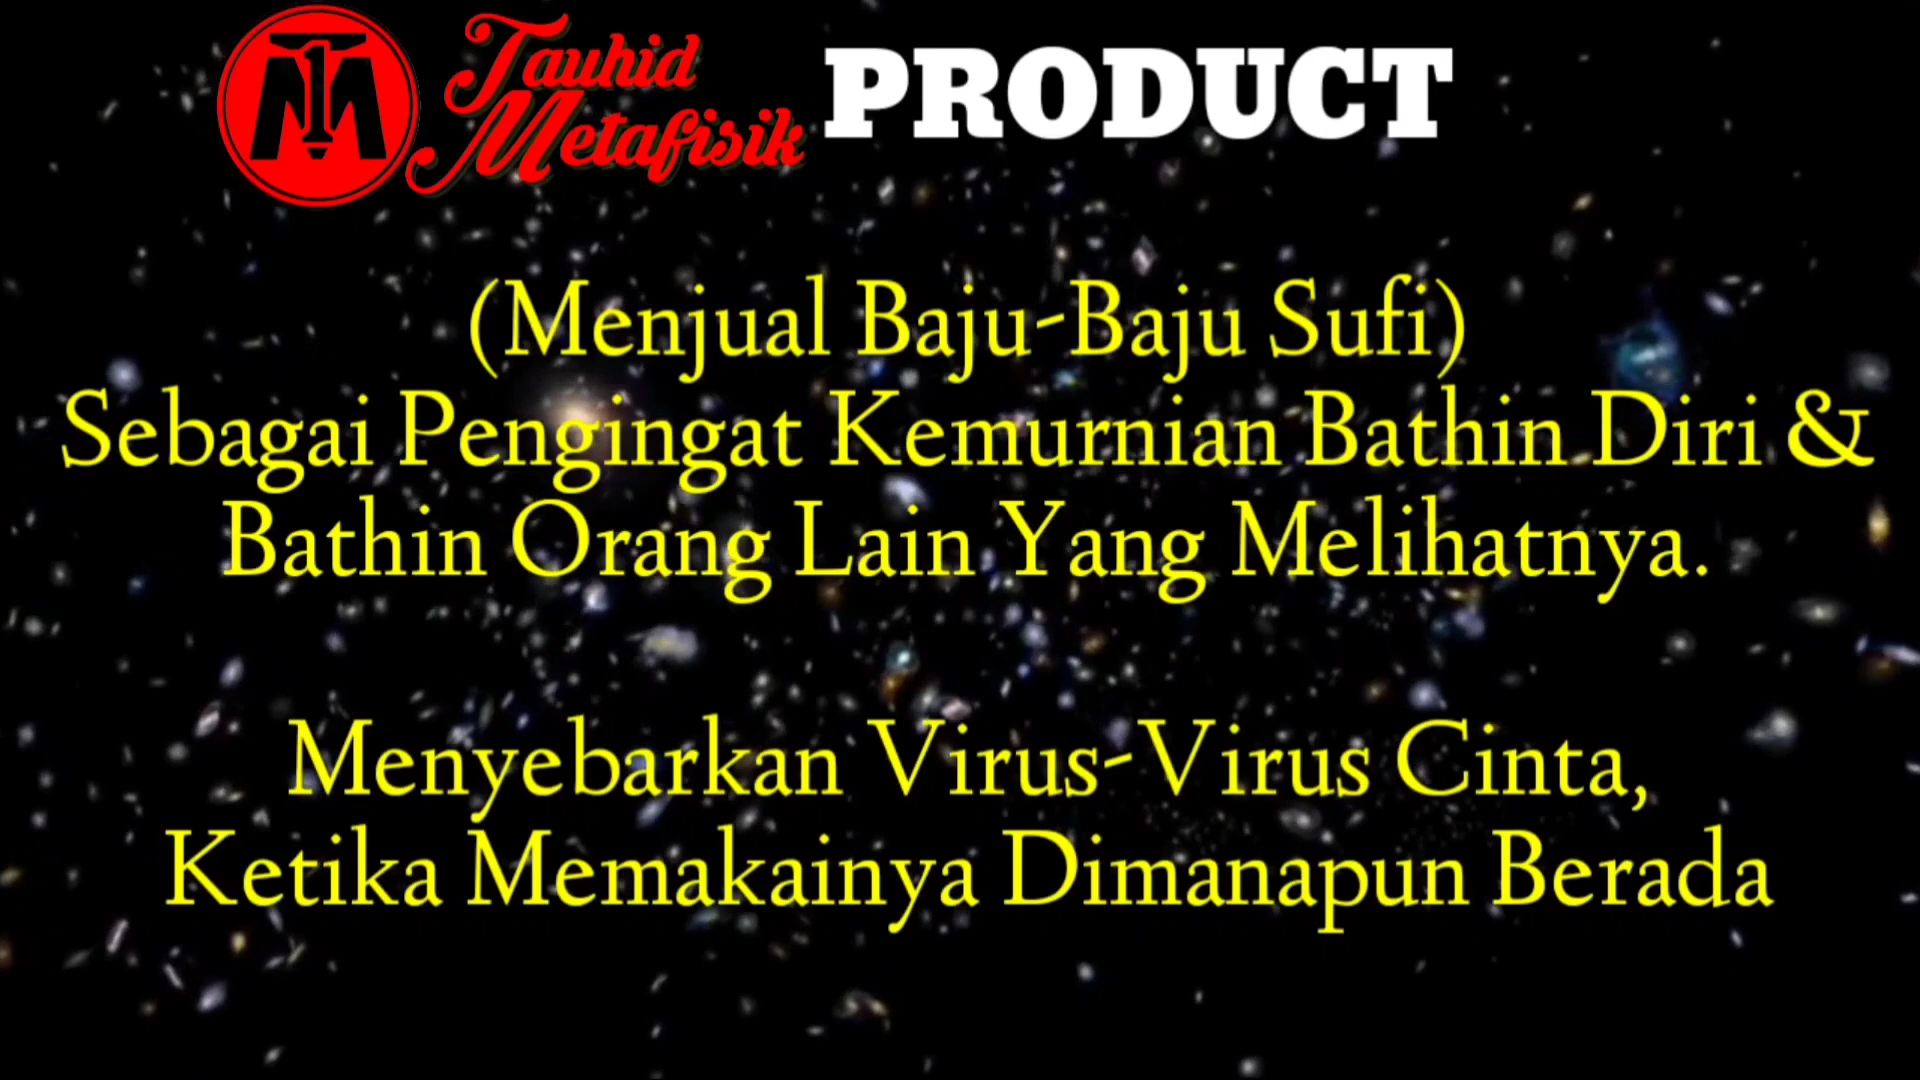 Tauhid Metafisik PRODUCT
(Menjual Baju-Baju Sufi)
Sebagai Pengingat Kemurnian Bathin Diri &
Bathin Orang Lain Yang Melihatnya.
Menyebarkan Virus-Virus Cinta,
Ketika Memakainya Dimanapun Berada